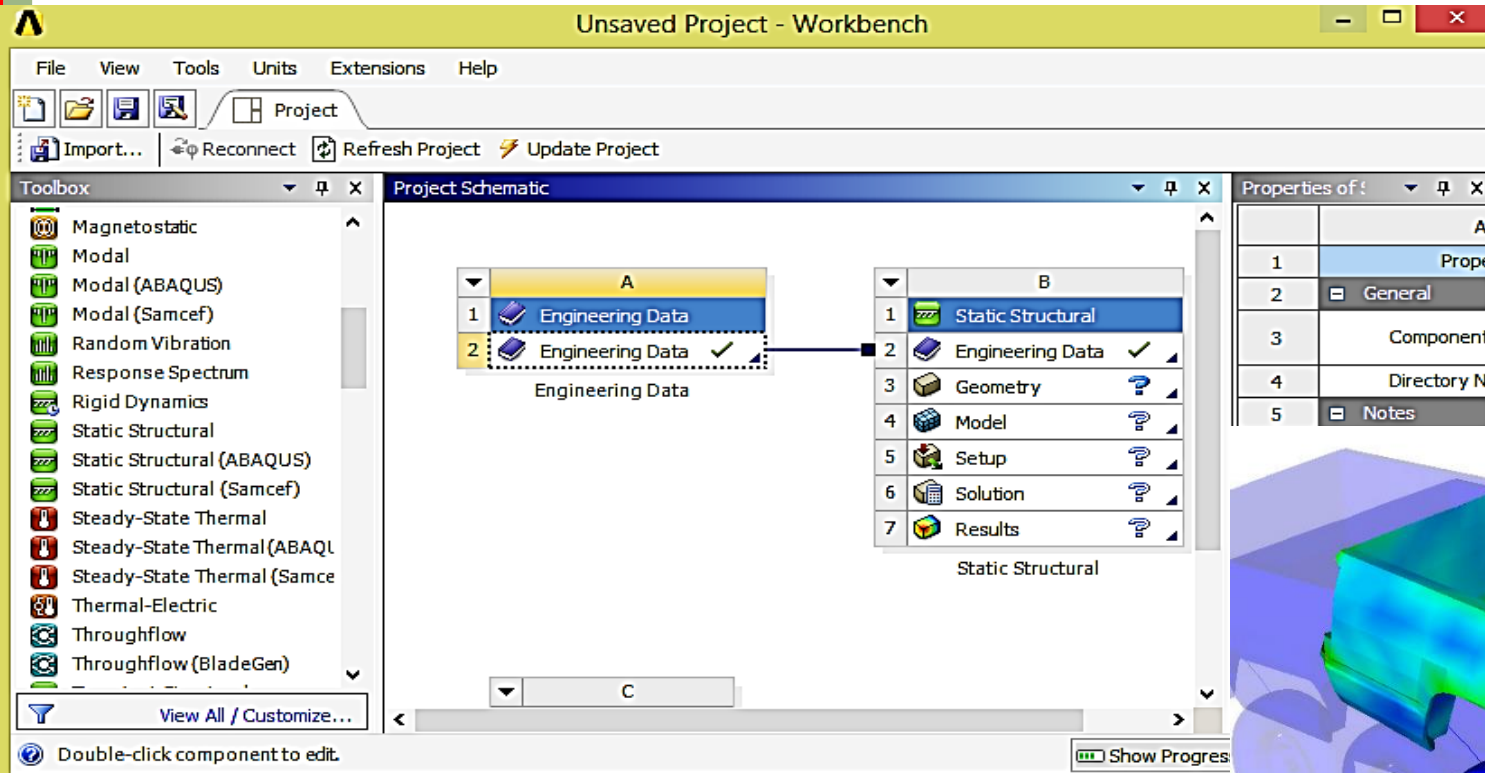 Unsaved Project - Workbench
File View Tools Units Extensions Help
Project
Import... Reconnect Refresh Project Update Project
Toolbox
Magnetostatic
Modal
Modal (ABAQUS)
Modal (Samcef)
Random Vibration
Response Spectrum
Rigid Dynamics
Static Structural
Static Structural (ABAQUS)
Static Structural (Samcef)
Steady-State Thermal
Steady-State Thermal (ABAQU
Steady-State Thermal (Samce
Thermal-Electric
Throughflow
Throughflow (BladeGen)
View All / Customize...
Project Schematic
A
1 Engineering Data
2 Engineering Data
Engineering Data
B
1 Static Structural
2 Engineering Data
3 Geometry
4 Model
5 Setup
6 Solution
7 Results
Static Structural
C
Properties of
A
1 Prope
2 General
3 Component
4 Directory N
5 Notes
Double-click component to edit.
Show Progres